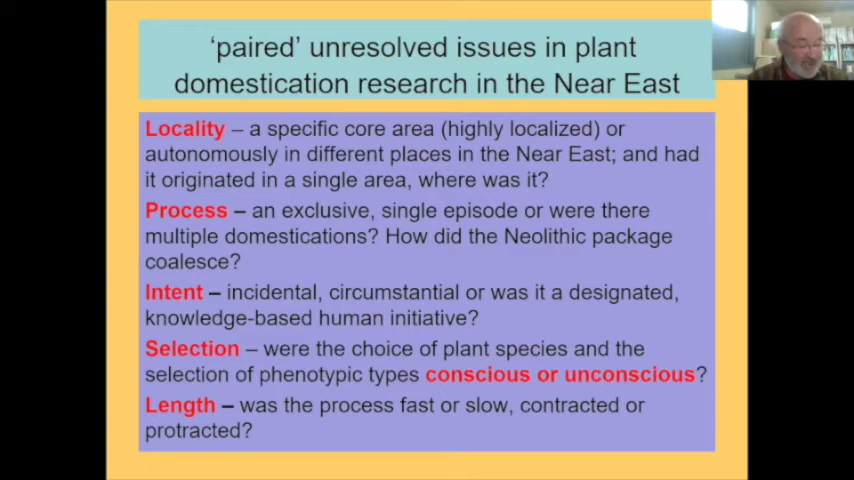 ‘paired’ unresolved issues in plant
domestication research in the Near East
Locality – a specific core area (highly localized) or
autonomously in different places in the Near East; and had
it originated in a single area, where was it?
Process – an exclusive, single episode or were there
multiple domestications? How did the Neolithic package
coalesce?
Intent – incidental, circumstantial or was it a designated,
knowledge-based human initiative?
Selection – were the choice of plant species and the
selection of phenotypic types conscious or unconscious?
Length – was the process fast or slow, contracted or
protracted?